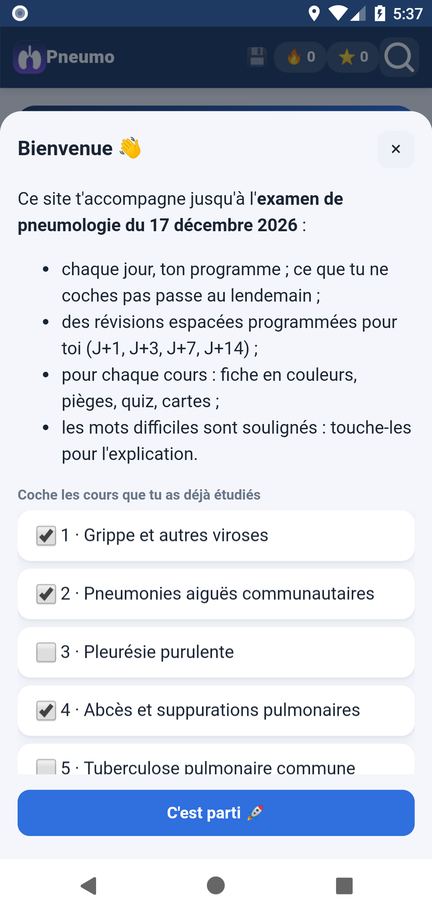 5:37
Pneumo
🔥 0
⭐ 0
Bienvenue 👋
×
Ce site t'accompagne jusqu'à l'examen de
pneumologie du 17 décembre 2026 :
• chaque jour, ton programme ; ce que tu ne
coches pas passe au lendemain ;
• des révisions espacées programmées pour
toi (J+1, J+3, J+7, J+14) ;
• pour chaque cours : fiche en couleurs,
pièges, quiz, cartes ;
• les mots difficiles sont soulignés : touche-les
pour l'explication.
Coche les cours que tu as déjà étudiés
1 · Grippe et autres viroses
2 · Pneumonies aiguës communautaires
3 · Pleurésie purulente
4 · Abcès et suppurations pulmonaires
5 · Tuberculose pulmonaire commune
C'est parti 🚀